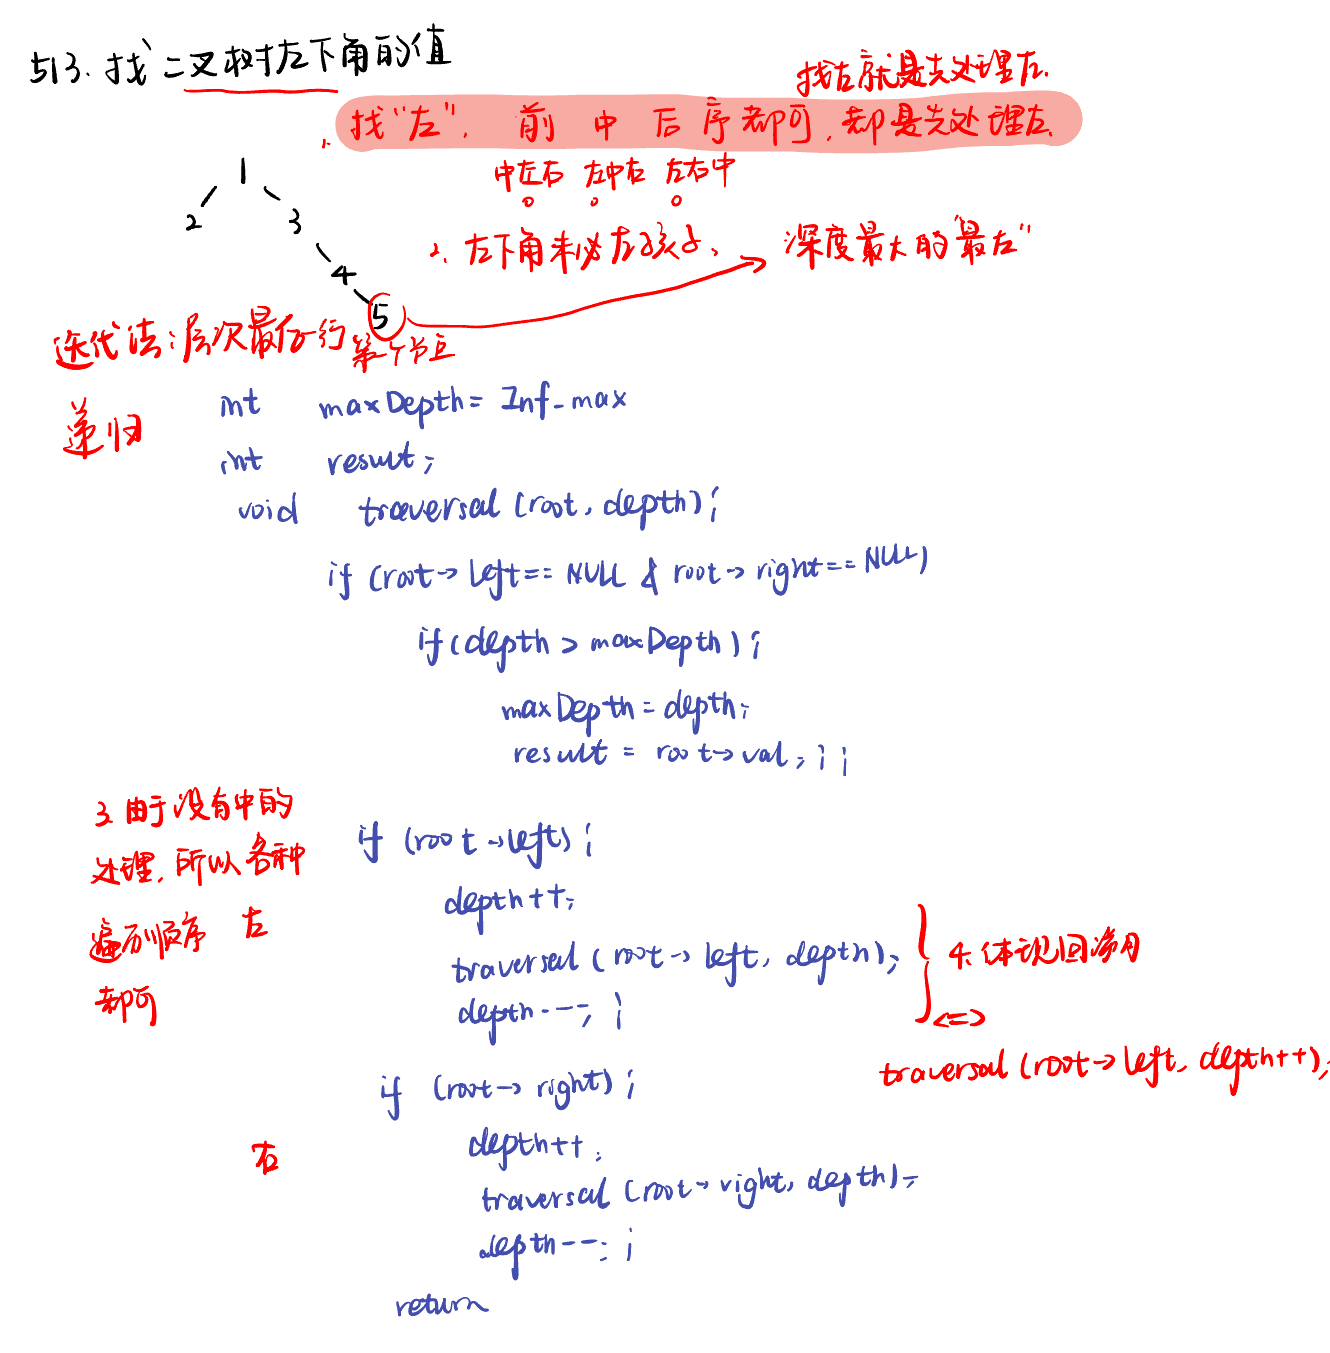 513. 找二叉树左下角的值
找左就是先处理左.
1. 找"左", 前 中 后 序都可, 都是先处理左.
中左右 左中右 左右中
1
2 3
4
5
2. 左下角未必左孩子, 深度最大的"最左"
迭代法: 层次最后一行第一个节点
递归
int maxDepth = Inf_max
int result;
void traversal (root, depth) {
if (root-> left == NULL & root-> right == NULL)
if (depth > maxDepth) {
maxDepth = depth;
result = root->val; } }
3. 由于没有中的
处理, 所以各种
遍历顺序
都可
左
if (root ->left) {
depth++;
traversal (root-> left, depth);
depth--; }
4. 体现回溯
<=>
traversal (root-> left, depth++);
右
if (root-> right) {
depth++;
traversal (root-> right, depth);
depth--; }
return